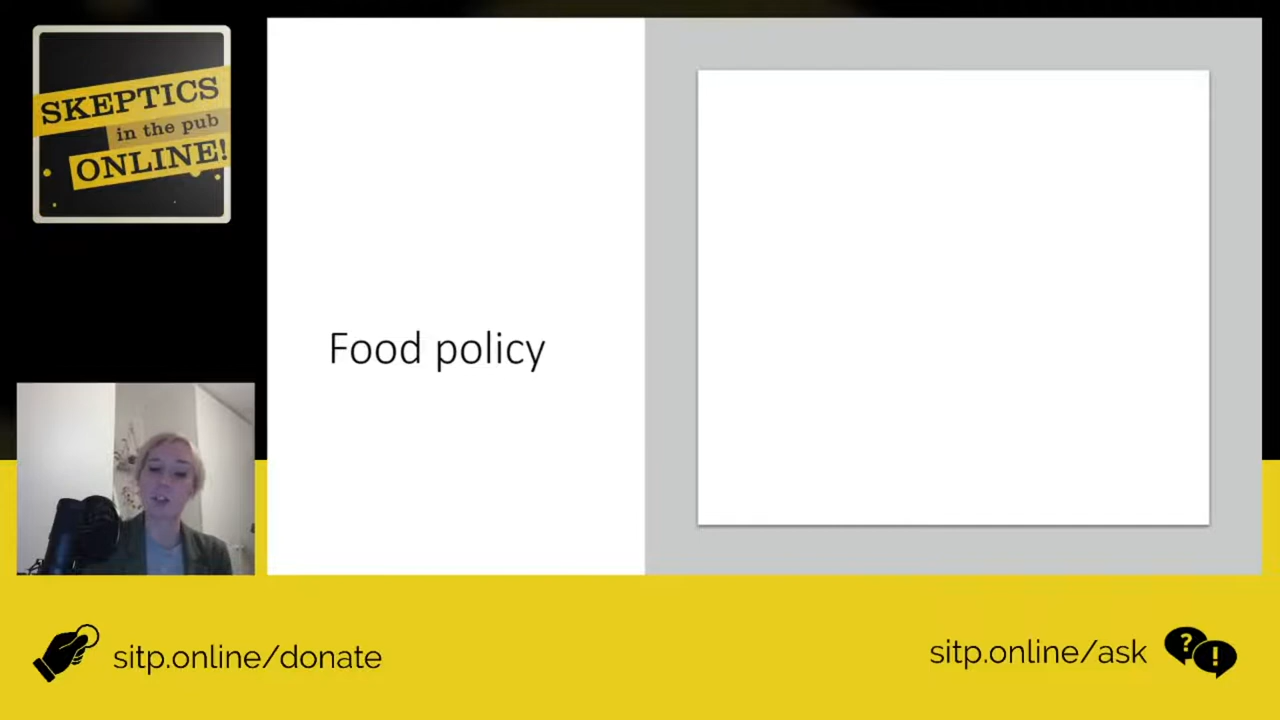 SKEPTICS
in the pub
ONLINE!
Food policy
sitp.online/donate
sitp.online/ask
?
!